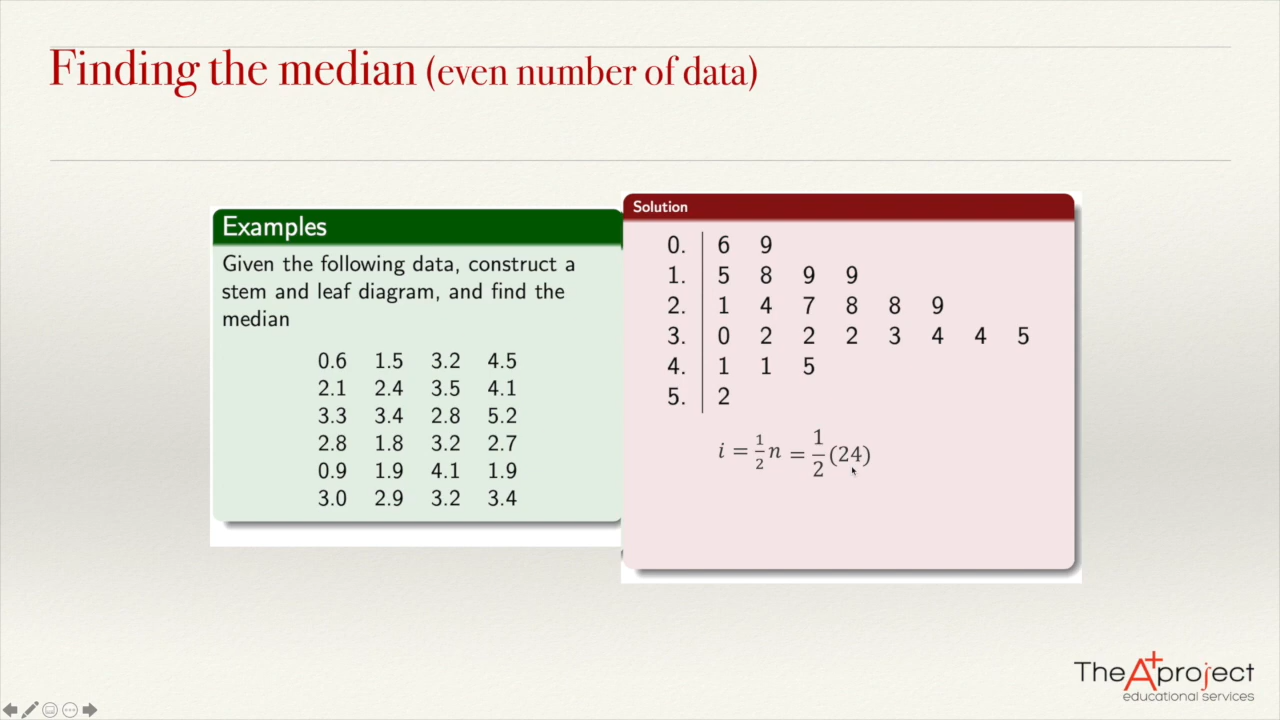 Finding the median (even number of data)
Examples
Given the following data, construct a
stem and leaf diagram, and find the
median
0.6 1.5 3.2 4.5
2.1 2.4 3.5 4.1
3.3 3.4 2.8 5.2
2.8 1.8 3.2 2.7
0.9 1.9 4.1 1.9
3.0 2.9 3.2 3.4
Solution
0. | 6 9
1. | 5 8 9 9
2. | 1 4 7 8 8 9
3. | 0 2 2 2 3 4 4 5
4. | 1 1 5
5. | 2
i = 1/2 n = 1/2 (24)
The A+ project
educational services